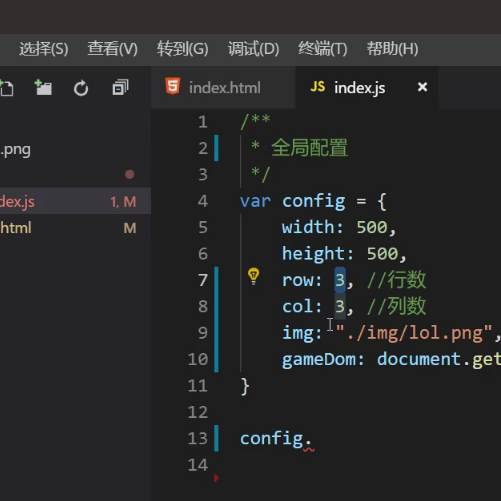 选择(S) 查看(V) 转到(G) 调试(D) 终端(T) 帮助(H)
index.html JS index.js ×
.png
dex.js 1, M
html M
1 /**
2 * 全局配置
3 */
4 var config = {
5 width: 500,
6 height: 500,
7 row: 3, //行数
8 col: 3, //列数
9 img: "./img/lol.png",
10 gameDom: document.get
11 }
12
13 config.
14